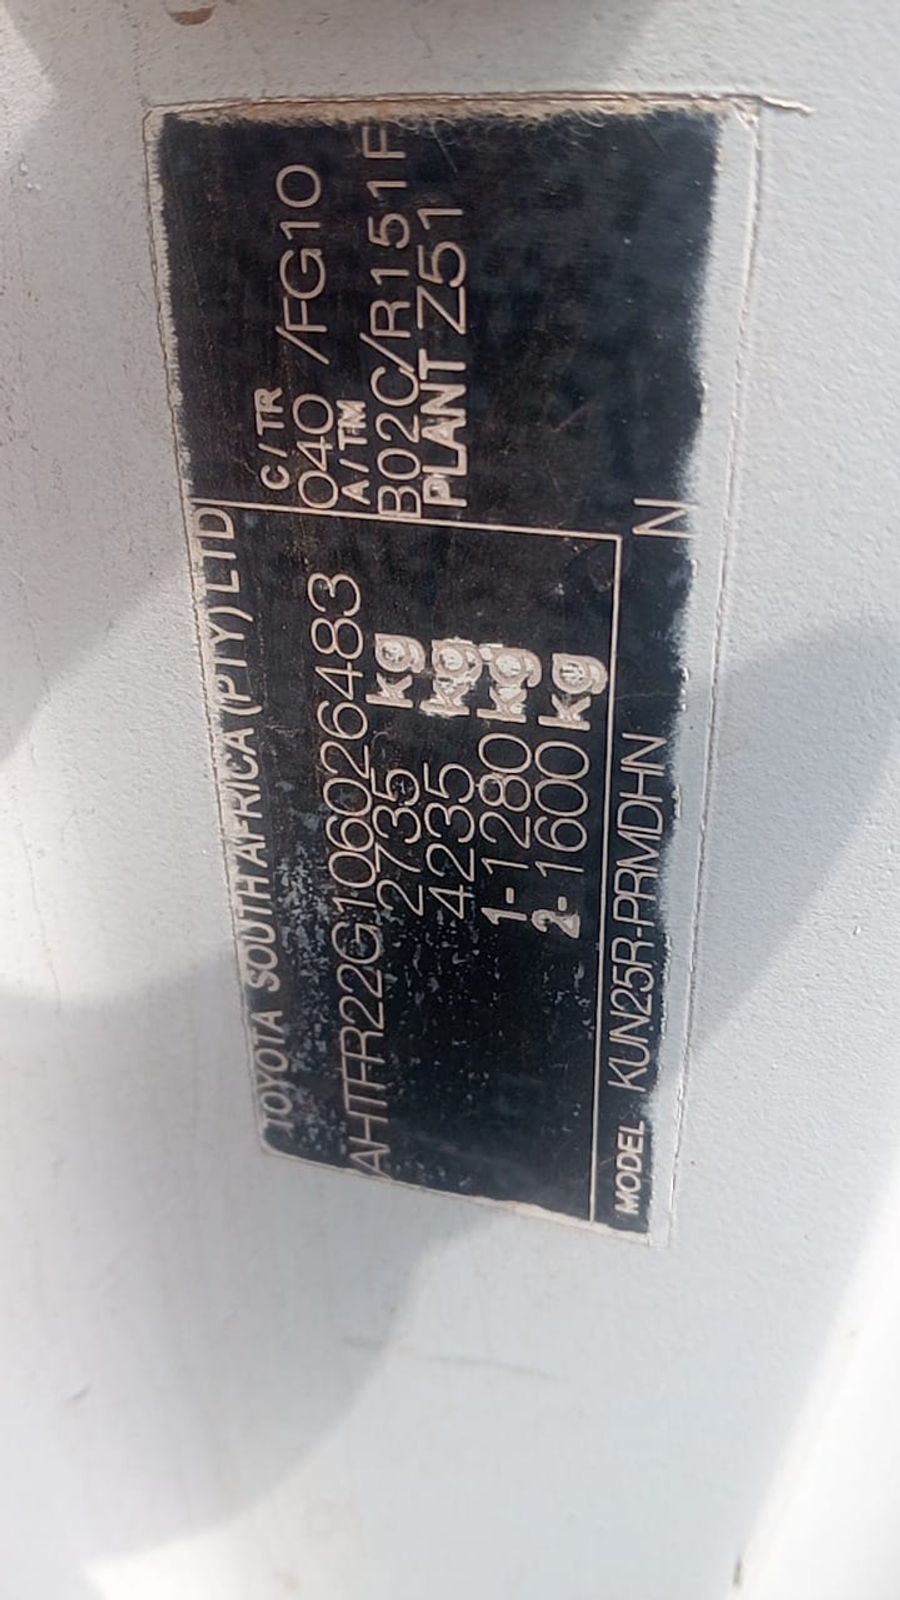 TOYOTA SOUTH AFRICA (PTY) LTD
AHTFR22G106026483
2735 kg
4235 kg
1- 1280 kg
2- 1600 kg
MODEL KUN25R-PRMDHN N
C/TR
040 /FG10
A/TM
B02C/R151F
PLANT Z51